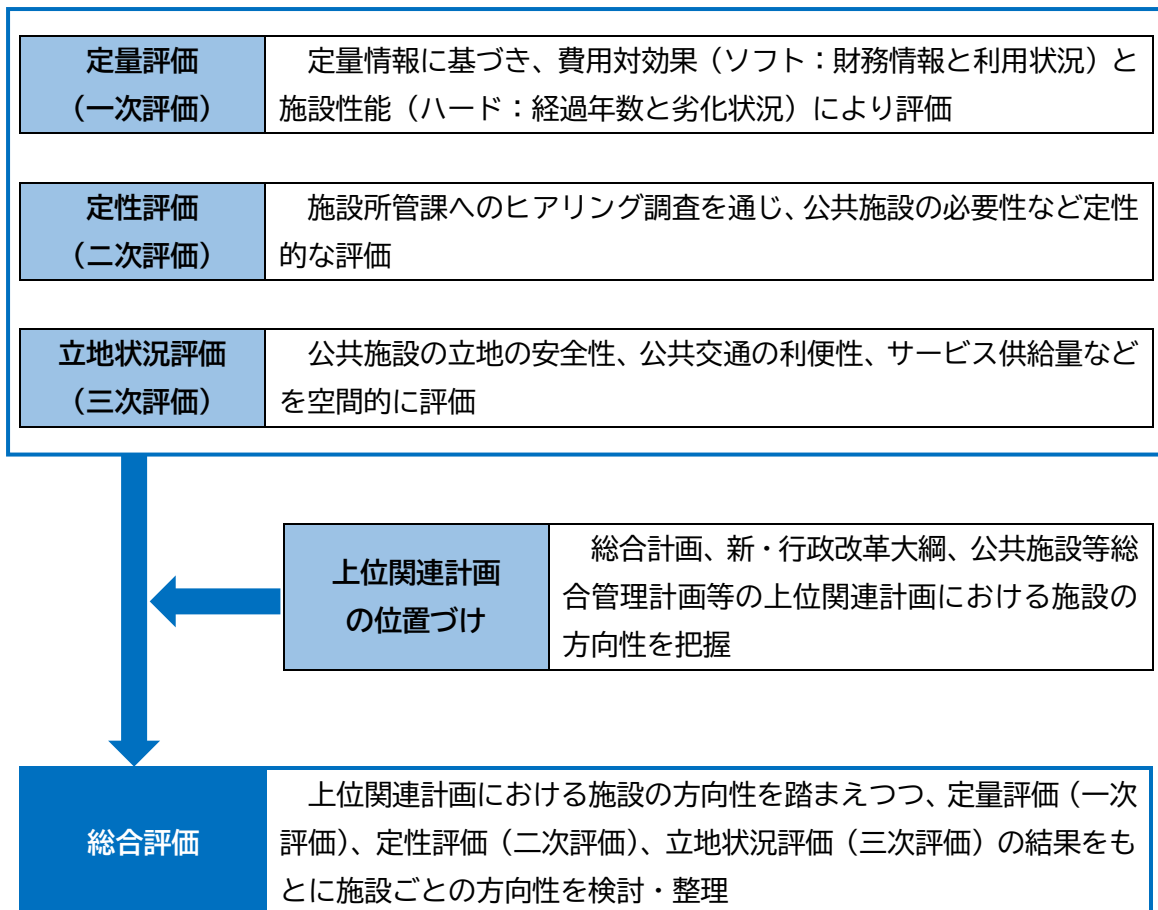 定量評価
（一次評価）
定量情報に基づき、費用対効果（ソフト：財務情報と利用状況）と
施設性能（ハード：経過年数と劣化状況）により評価
定性評価
（二次評価）
施設所管課へのヒアリング調査を通じ、公共施設の必要性など定性
的な評価
立地状況評価
（三次評価）
公共施設の立地の安全性、公共交通の利便性、サービス供給量など
を空間的に評価
上位関連計画
の位置づけ
総合計画、新・行政改革大綱、公共施設等総
合管理計画等の上位関連計画における施設の
方向性を把握
総合評価
上位関連計画における施設の方向性を踏まえつつ、定量評価（一次
評価）、定性評価（二次評価）、立地状況評価（三次評価）の結果をも
とに施設ごとの方向性を検討・整理